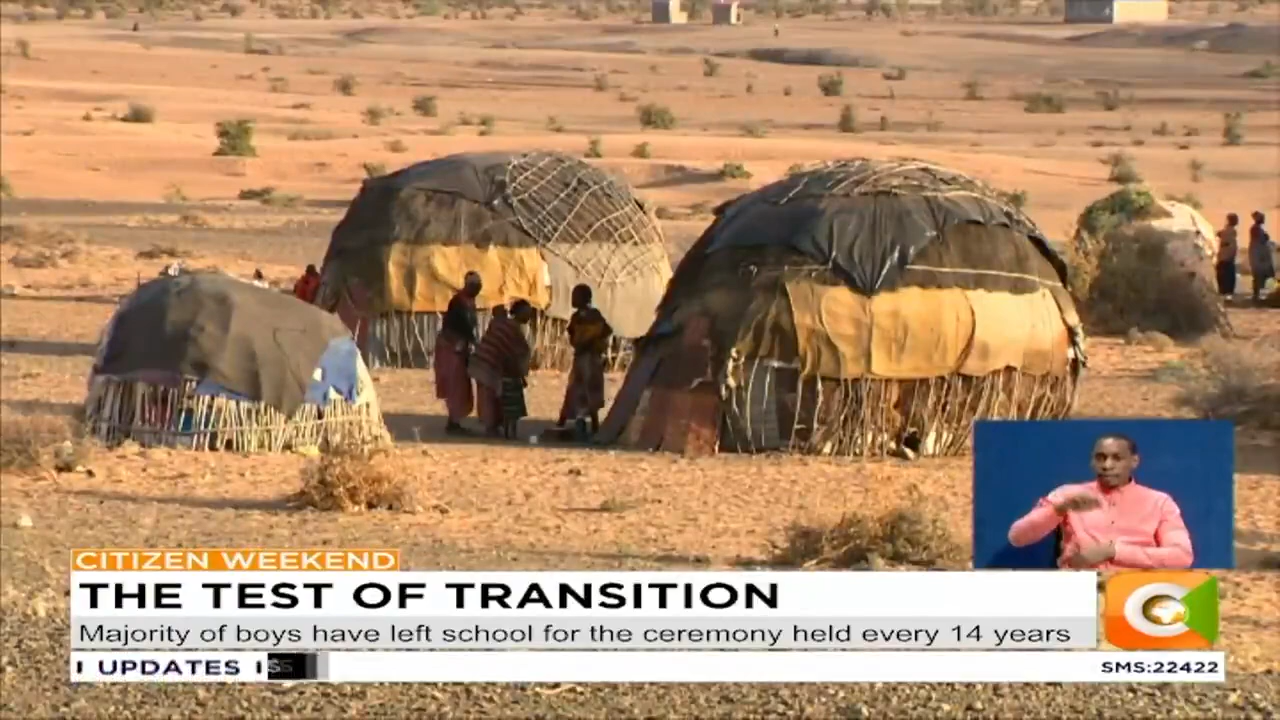 CITIZEN WEEKEND
THE TEST OF TRANSITION
Majority of boys have left school for the ceremony held every 14 years
UPDATES
SMS:22422